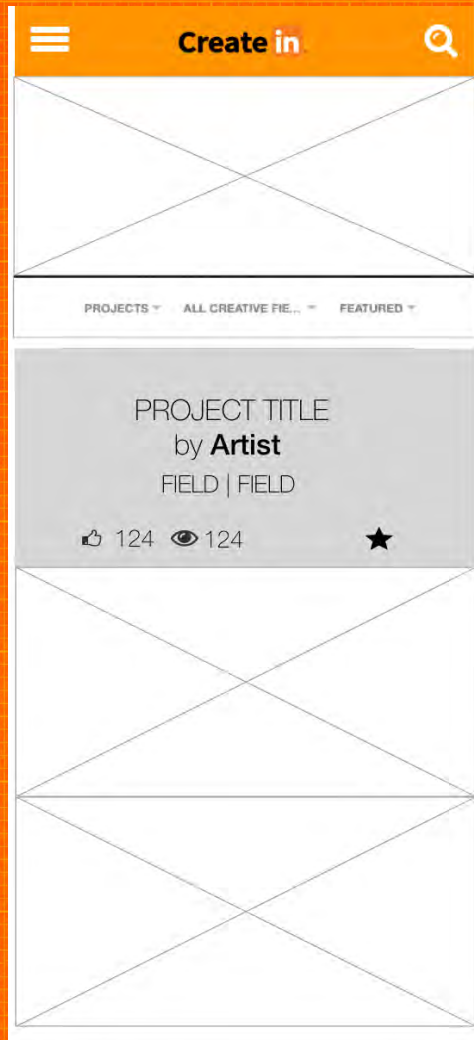 Create in
PROJECTS ALL CREATIVE FIE... FEATURED
PROJECT TITLE
by Artist
FIELD | FIELD
124 124